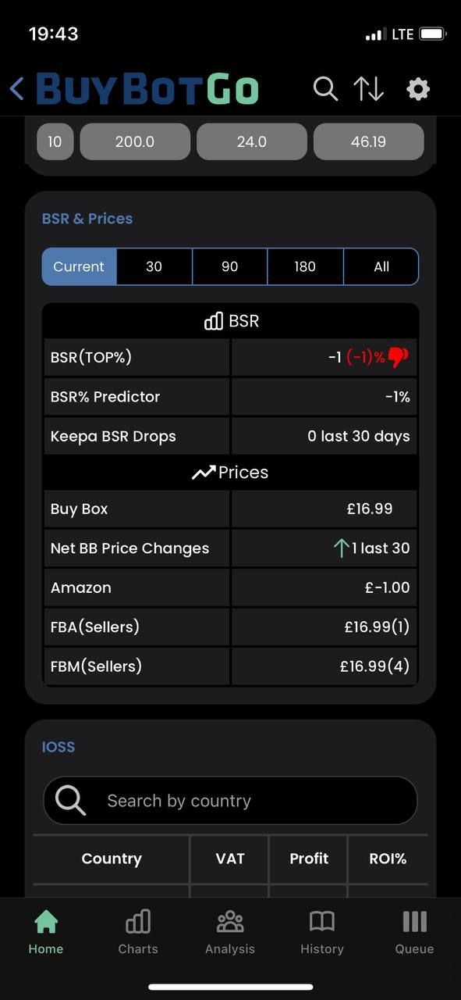 19:43 LTE
BuyBotGo
10 200.0 24.0 46.19
BSR & Prices
Current 30 90 180 All
BSR
BSR(TOP%) -1 (-1)%
BSR% Predictor -1%
Keepa BSR Drops 0 last 30 days
Prices
Buy Box £16.99
Net BB Price Changes 1 last 30
Amazon £-1.00
FBA(Sellers) £16.99(1)
FBM(Sellers) £16.99(4)
IOSS
Search by country
Country VAT Profit ROI%
Home Charts Analysis History Queue